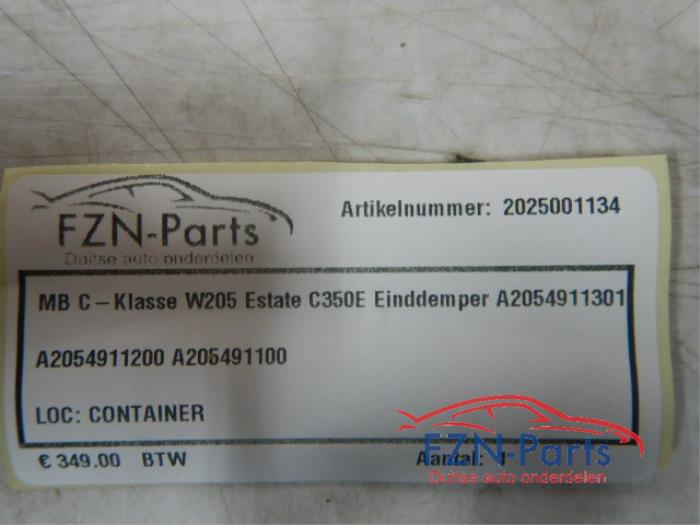 FZN-Parts
Duitse auto onderdelen
Artikelnummer: 2025001134
MB C-Klasse W205 Estate C350E Einddemper A2054911301
A2054911200 A205491100
LOC: CONTAINER
€ 349.00 BTW
Aantal: 1
FZN-Parts
Duitse auto onderdelen